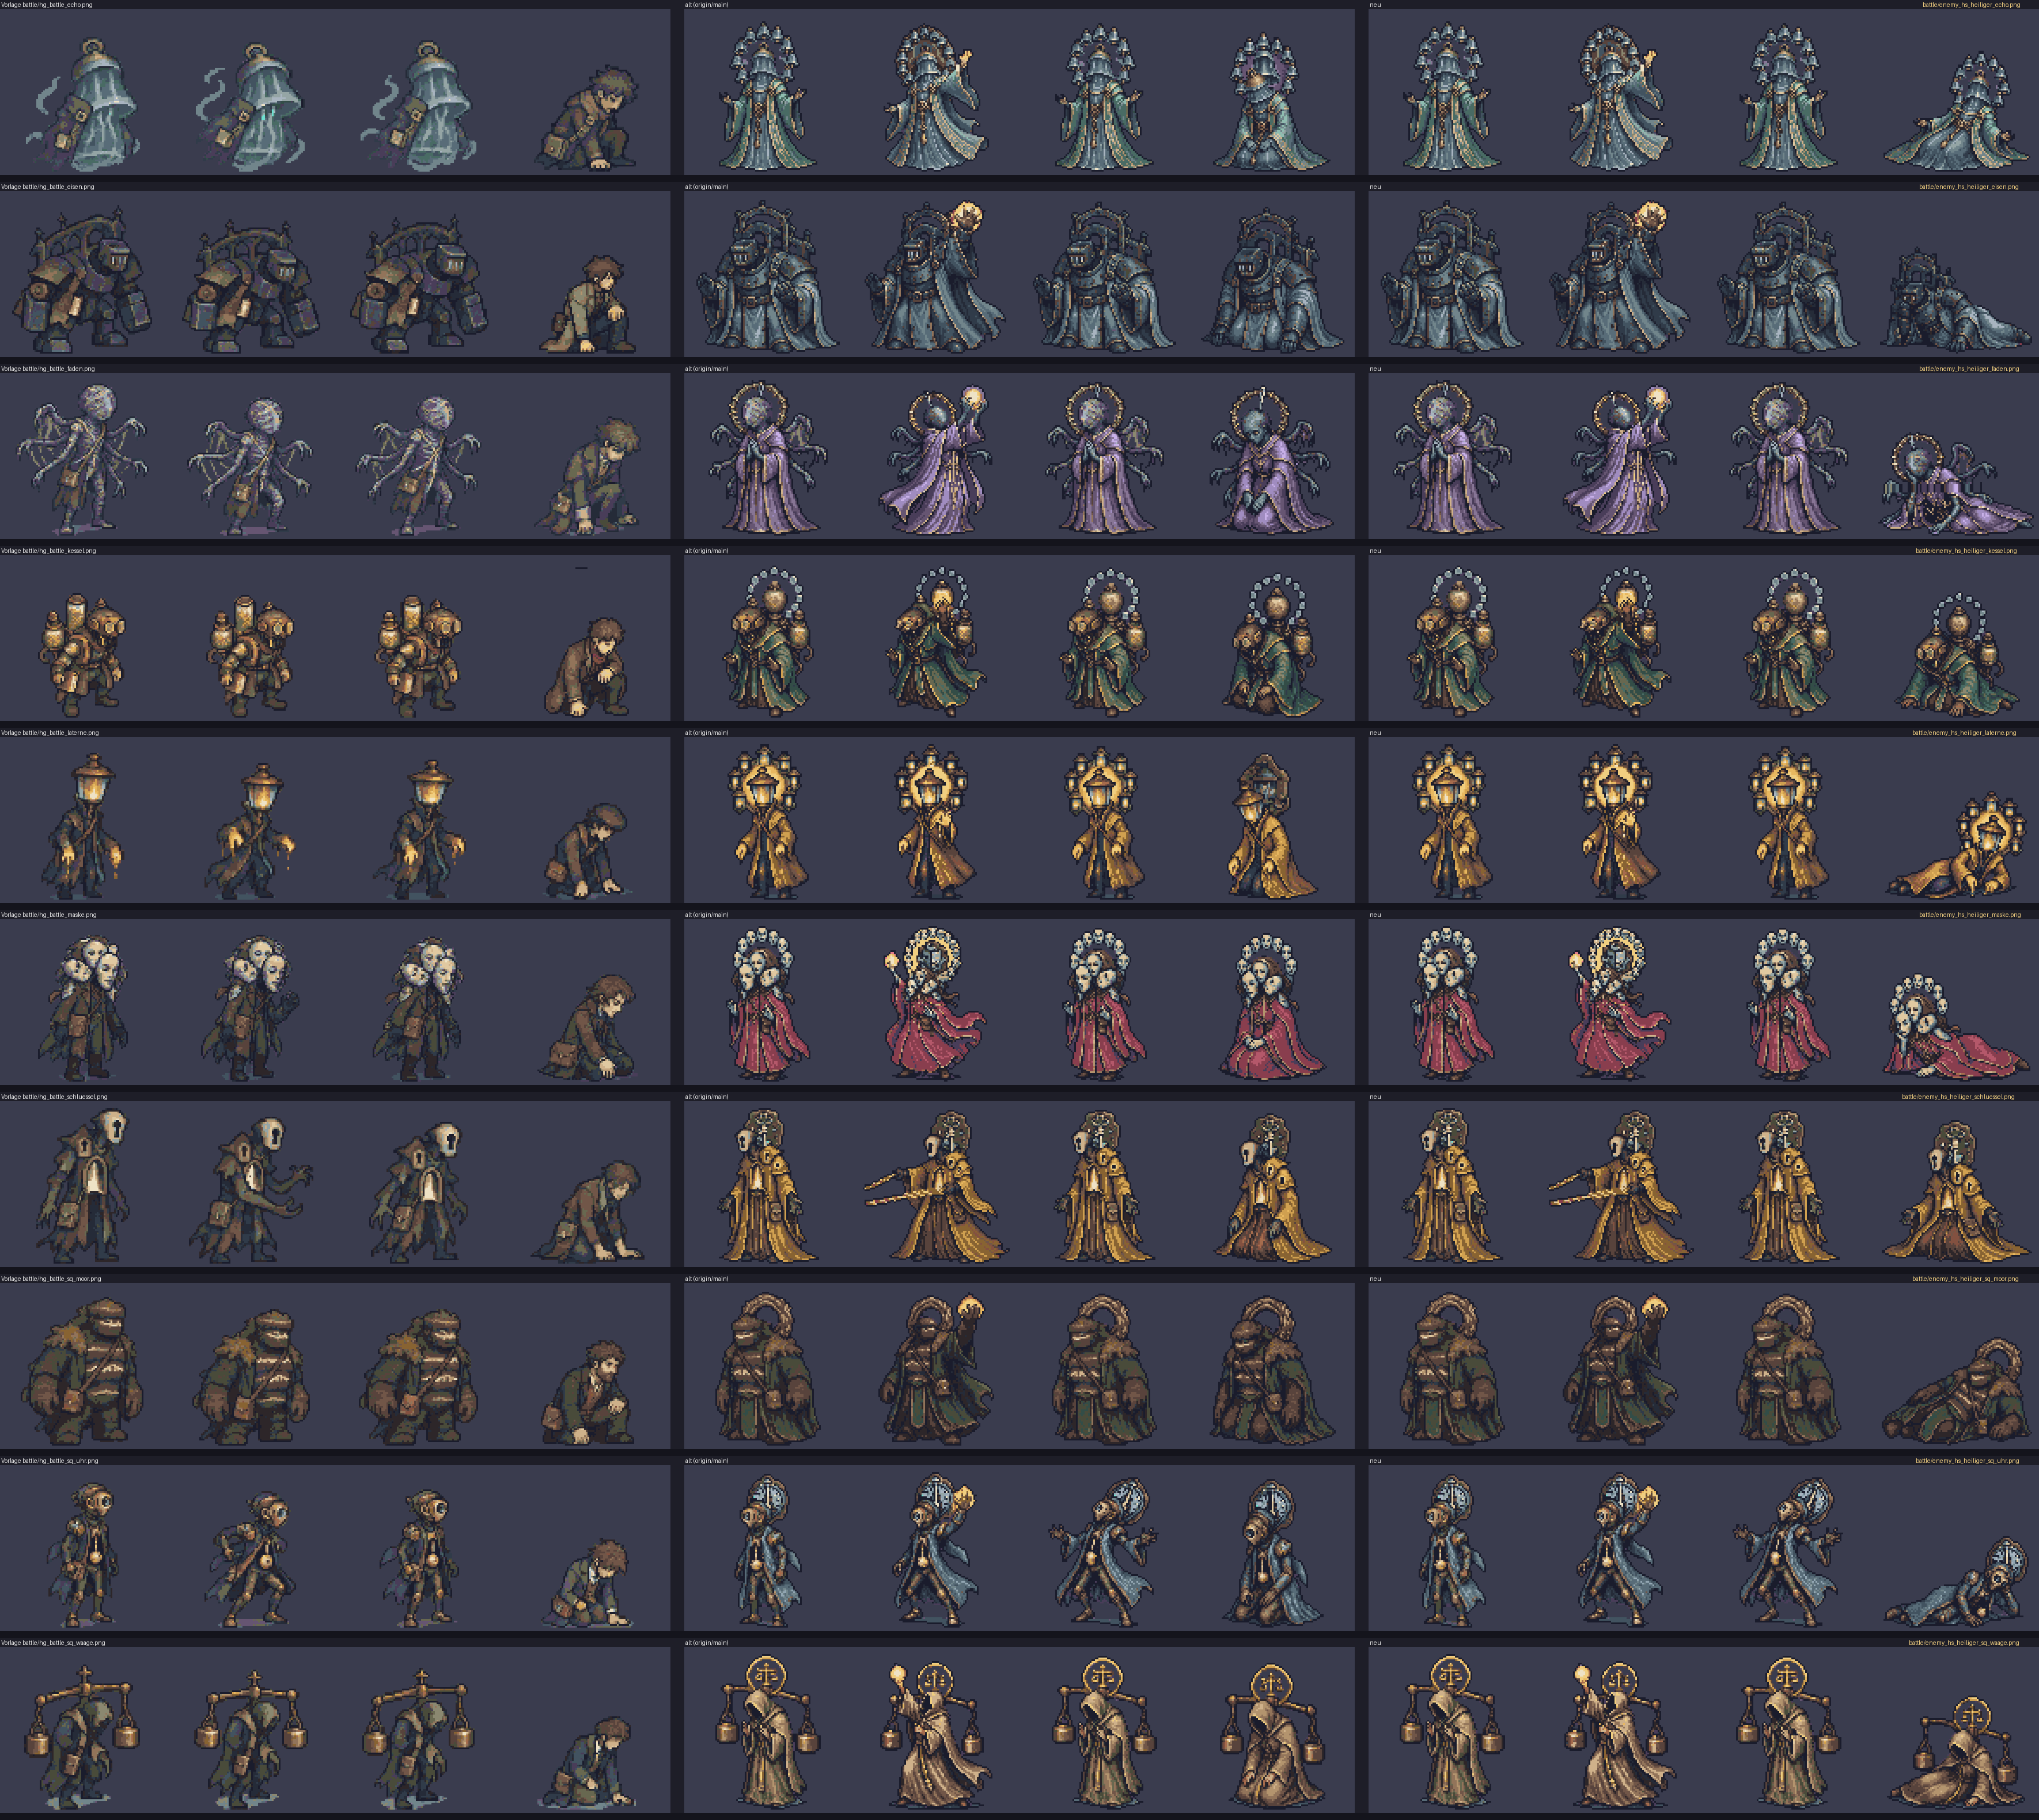 Vorlage battle/hg_battle_echo.png
alt (origin/main)
neu
battle/enemy_hs_heiliger_echo.png
Vorlage battle/hg_battle_eisen.png
alt (origin/main)
neu
battle/enemy_hs_heiliger_eisen.png
Vorlage battle/hg_battle_faden.png
alt (origin/main)
neu
battle/enemy_hs_heiliger_faden.png
Vorlage battle/hg_battle_kessel.png
alt (origin/main)
neu
battle/enemy_hs_heiliger_kessel.png
Vorlage battle/hg_battle_laterne.png
alt (origin/main)
neu
battle/enemy_hs_heiliger_laterne.png
Vorlage battle/hg_battle_maske.png
alt (origin/main)
neu
battle/enemy_hs_heiliger_maske.png
Vorlage battle/hg_battle_schluessel.png
alt (origin/main)
neu
battle/enemy_hs_heiliger_schluessel.png
Vorlage battle/hg_battle_sq_moor.png
alt (origin/main)
neu
battle/enemy_hs_heiliger_sq_moor.png
Vorlage battle/hg_battle_sq_uhr.png
alt (origin/main)
neu
battle/enemy_hs_heiliger_sq_uhr.png
Vorlage battle/hg_battle_sq_waage.png
alt (origin/main)
neu
battle/enemy_hs_heiliger_sq_waage.png